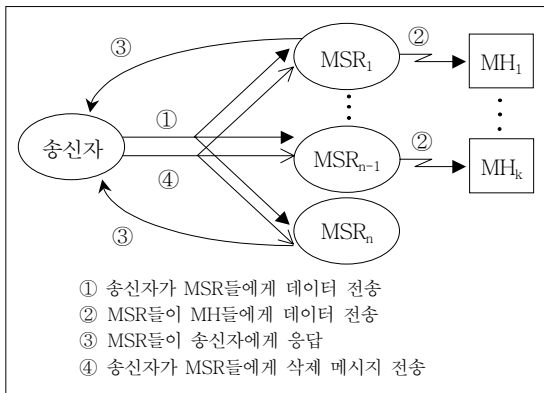 ③
②
MSR₁
MH₁
①
송신자
②
MSRₙ₋₁
MHₖ
④
③
MSRₙ
① 송신자가 MSR들에게 데이터 전송
② MSR들이 MH들에게 데이터 전송
③ MSR들이 송신자에게 응답
④ 송신자가 MSR들에게 삭제 메시지 전송